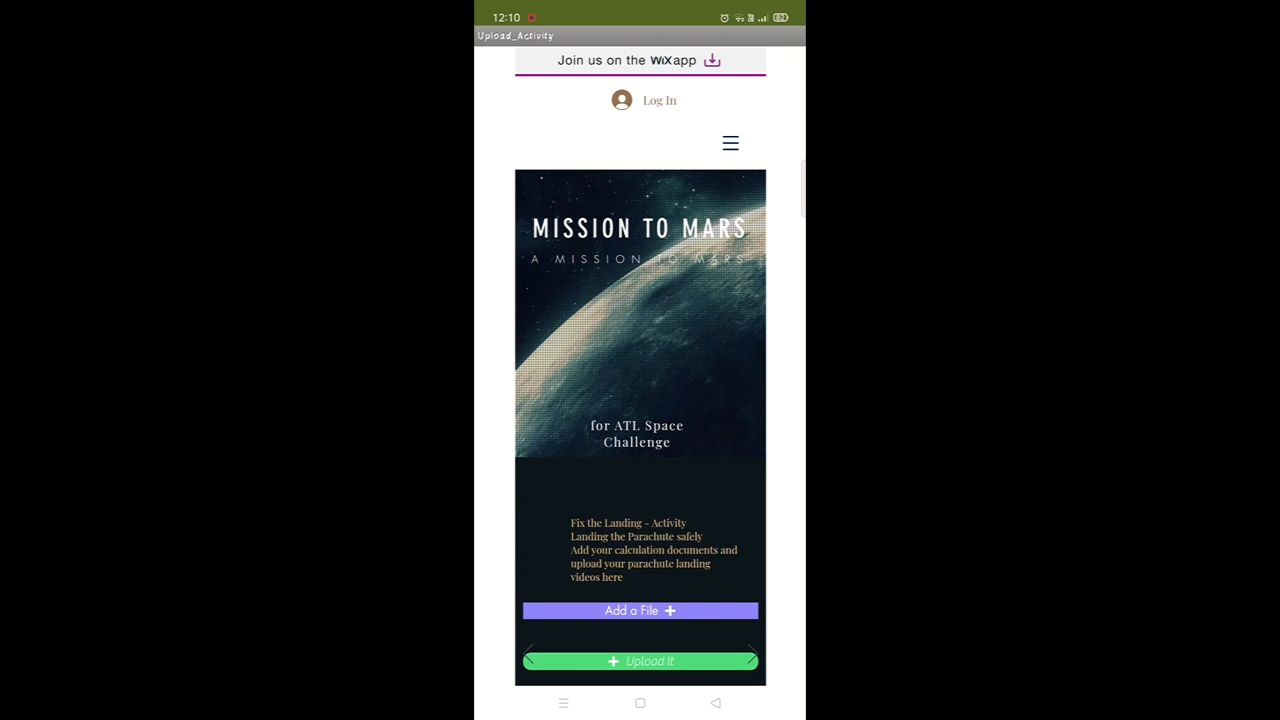 12:10
82
Upload_Activity
Join us on the WiX app
Log In
MISSION TO MARS
A MISSION TO MARS
for ATL Space
Challenge
Fix the Landing - Activity
Landing the Parachute safely
Add your calculation documents and
upload your parachute landing
videos here
Add a File +
+ Upload It